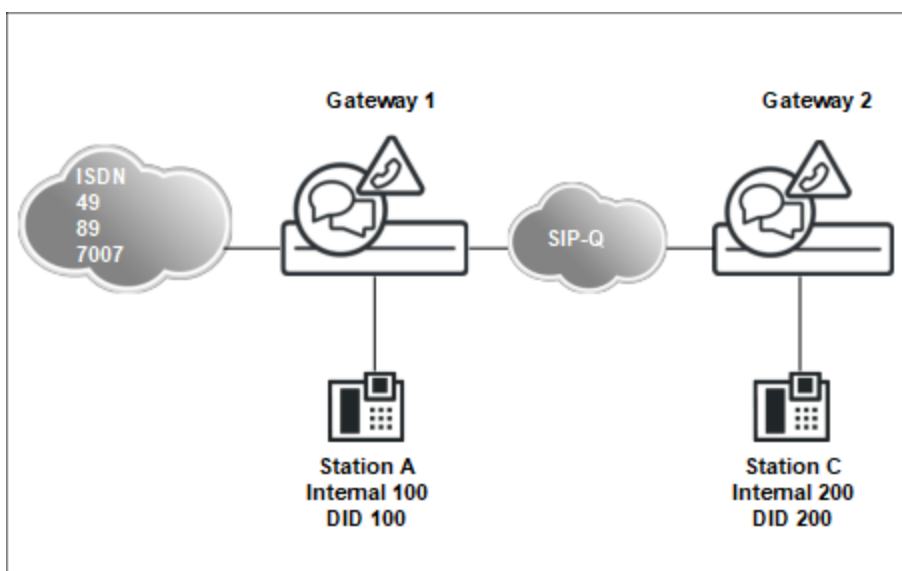 Gateway 1
Gateway 2
ISDN
49
89
7007
SIP-Q
Station A
Internal 100
DID 100
Station C
Internal 200
DID 200